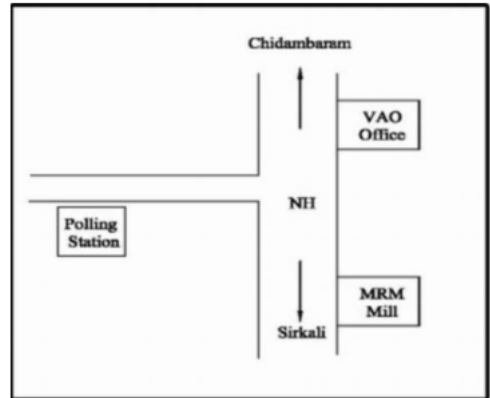 Chidambaram
VAO
Office
NH
Polling
Station
MRM
Mill
Sirkali